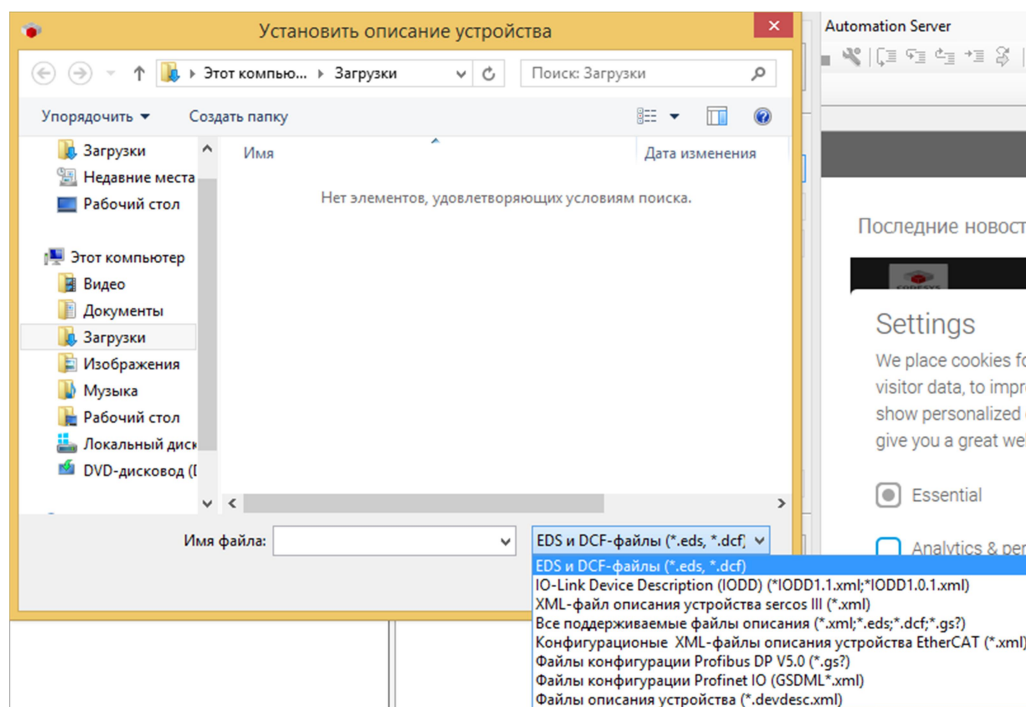 Установить описание устройства
Automation Server
Этот компью... Загрузки
Поиск: Загрузки
Упорядочить
Создать папку
Загрузки
Недавние места
Рабочий стол
Этот компьютер
Видео
Документы
Загрузки
Изображения
Музыка
Рабочий стол
Локальный диск
DVD-дисковод (
Имя
Дата изменения
Нет элементов, удовлетворяющих условиям поиска.
Имя файла:
EDS и DCF-файлы (*.eds, *.dcf)
EDS и DCF-файлы (*.eds, *.dcf)
IO-Link Device Description (IODD) (*IODD1.1.xml;*IODD1.0.1.xml)
XML-файл описания устройства sercos III (*.xml)
Все поддерживаемые файлы описания (*.xml;*.eds;*.dcf;*.gs?)
Конфигурационые XML-файлы описания устройства EtherCAT (*.xml)
Файлы конфигурации Profibus DP V5.0 (*.gs?)
Файлы конфигурации Profinet IO (GSDML*.xml)
Файлы описания устройства (*.devdesc.xml)
Последние новост
CODESYS
Settings
We place cookies fo
visitor data, to impr
show personalized
give you a great we
Essential
Analytics & per